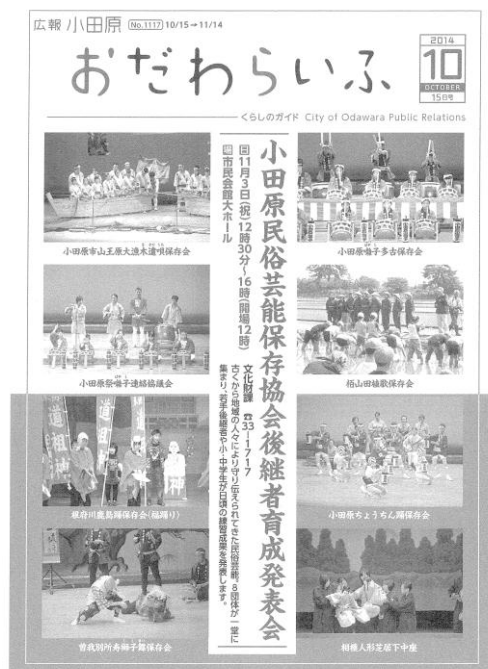 広報 小田原 No.1117 10/15→11/14
おだわらいふ
2014
10
OCTOBER
15日号
くらしのガイド City of Odawara Public Relations
小田原民俗芸能保存協会後継者育成発表会
日11月3日(祝)12時30分~16時(開場12時)
場市民会館大ホール
文化財課 ☎33-1717
古くから地域の人々により守り伝えられてきた民俗芸能。8団体が一堂に
集まり、若手後継者や小・中学生が日頃の練習成果を発表します。
小田原市山王原大漁木遣唄保存会
小田原囃子多古保存会
小田原祭囃子連絡協議会
栢山田植歌保存会
根府川鹿島踊保存会(福踊り)
小田原ちょうちん踊保存会
曽我別所寿獅子舞保存会
相模人形芝居下中座